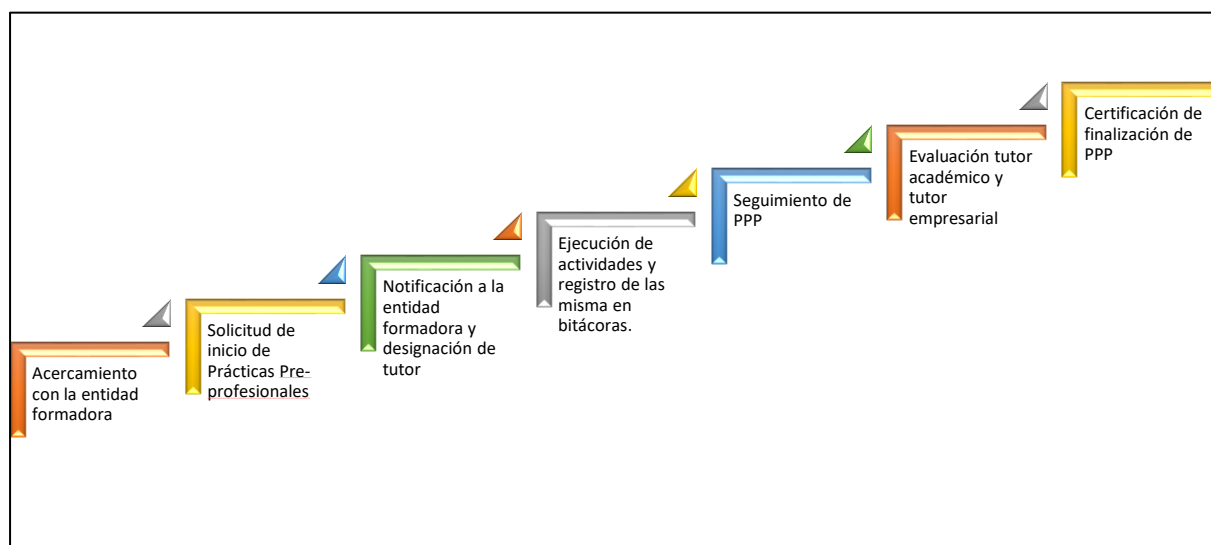 Acercamiento
con la entidad
formadora
Solicitud de
inicio de
Prácticas Pre-
profesionales
Notificación a la
entidad
formadora y
designación de
tutor
Ejecución de
actividades y
registro de las
misma en
bitácoras.
Seguimiento de
PPP
Evaluación tutor
académico y
tutor
empresarial
Certificación de
finalización de
PPP